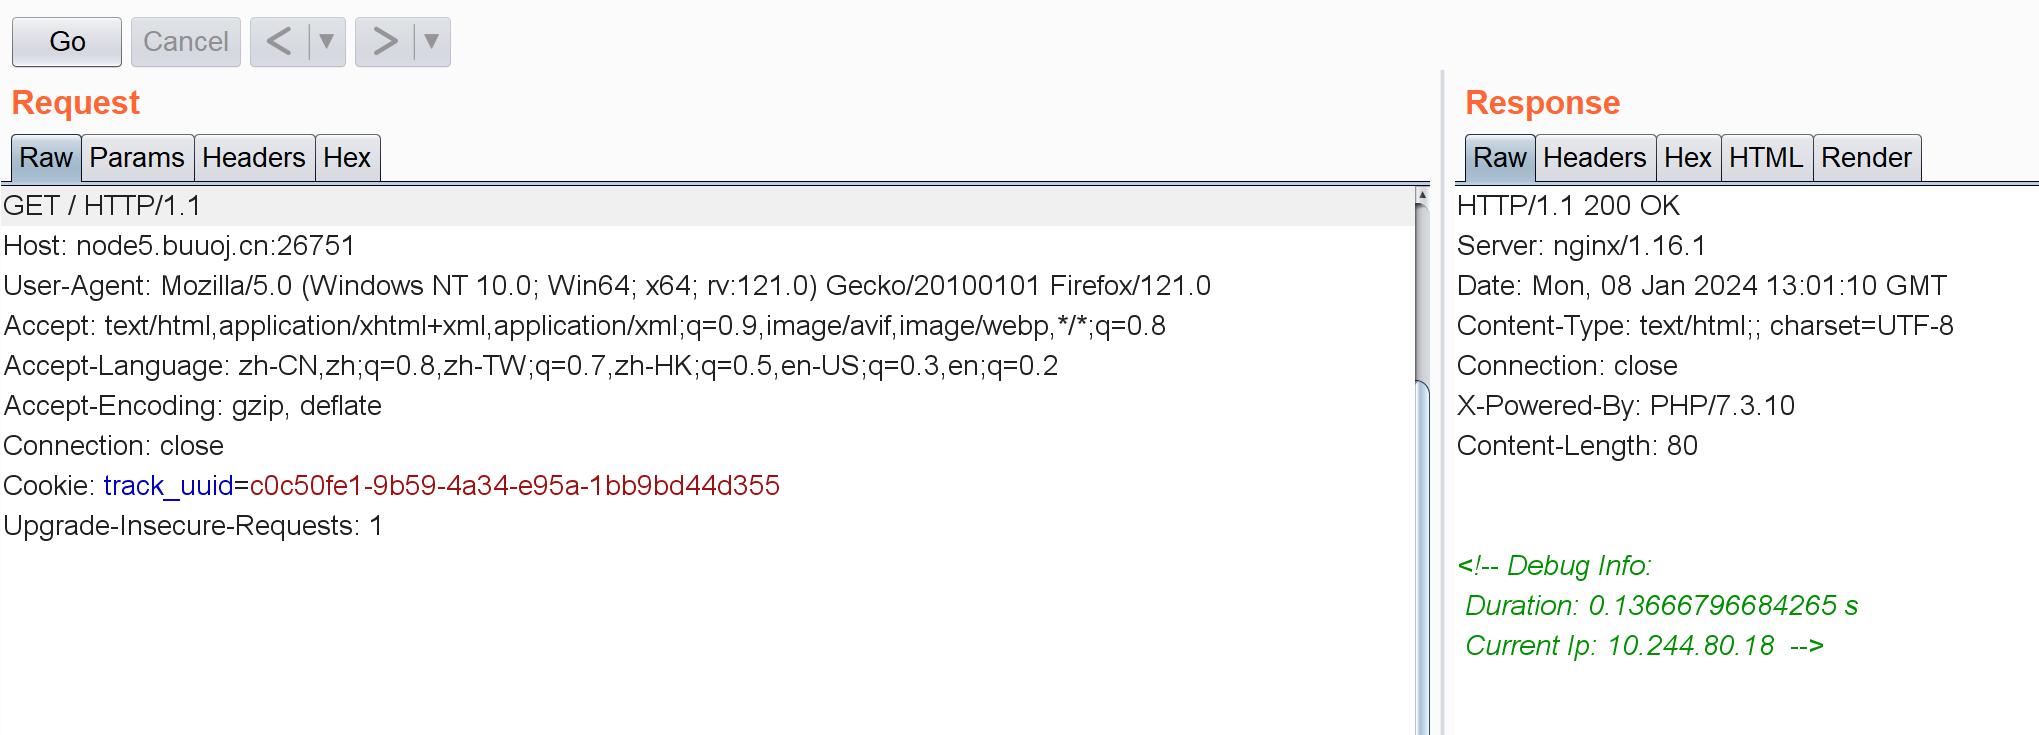 Go Cancel < ▼ > ▼
Request
Raw Params Headers Hex
GET / HTTP/1.1
Host: node5.buuoj.cn:26751
User-Agent: Mozilla/5.0 (Windows NT 10.0; Win64; x64; rv:121.0) Gecko/20100101 Firefox/121.0
Accept: text/html,application/xhtml+xml,application/xml;q=0.9,image/avif,image/webp,*/*;q=0.8
Accept-Language: zh-CN,zh;q=0.8,zh-TW;q=0.7,zh-HK;q=0.5,en-US;q=0.3,en;q=0.2
Accept-Encoding: gzip, deflate
Connection: close
Cookie: track_uuid=c0c50fe1-9b59-4a34-e95a-1bb9bd44d355
Upgrade-Insecure-Requests: 1
Response
Raw Headers Hex HTML Render
HTTP/1.1 200 OK
Server: nginx/1.16.1
Date: Mon, 08 Jan 2024 13:01:10 GMT
Content-Type: text/html;; charset=UTF-8
Connection: close
X-Powered-By: PHP/7.3.10
Content-Length: 80
<!-- Debug Info:
Duration: 0.13666796684265 s
Current Ip: 10.244.80.18 -->